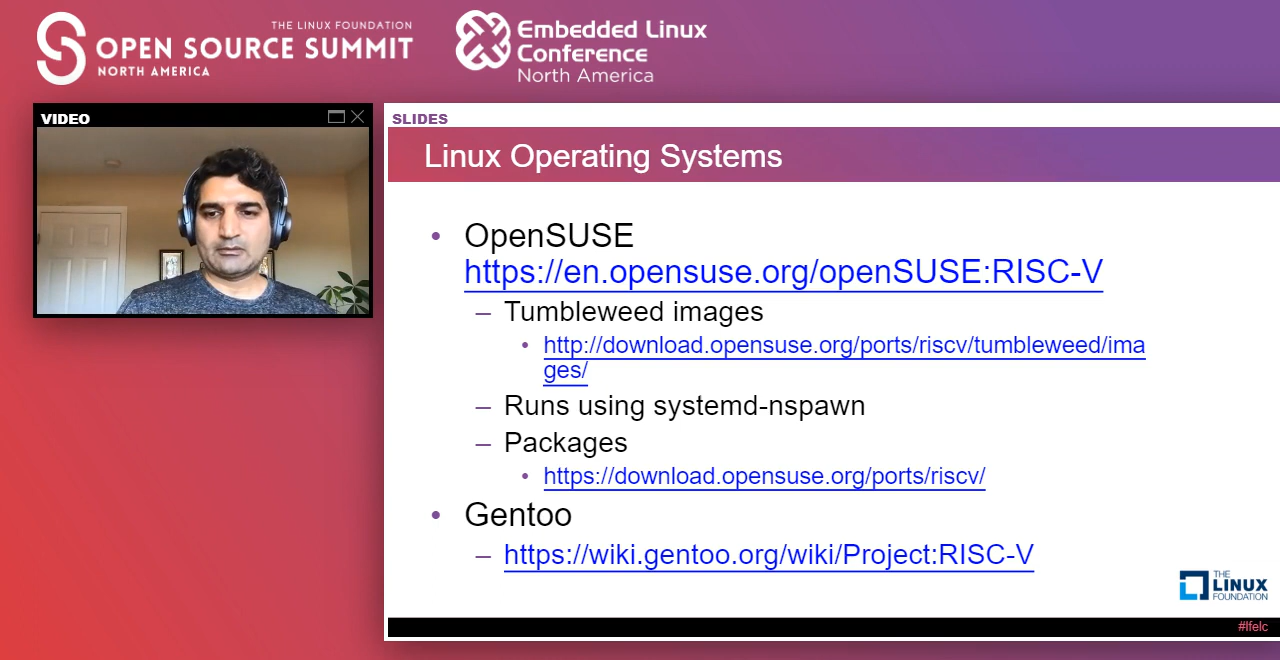 THE LINUX FOUNDATION
OPEN SOURCE SUMMIT
NORTH AMERICA
Embedded Linux
Conference
North America
VIDEO
SLIDES
Linux Operating Systems
• OpenSUSE
https://en.opensuse.org/openSUSE:RISC-V
– Tumbleweed images
• http://download.opensuse.org/ports/riscv/tumbleweed/ima
ges/
– Runs using systemd-nspawn
– Packages
• https://download.opensuse.org/ports/riscv/
• Gentoo
– https://wiki.gentoo.org/wiki/Project:RISC-V
THE
LINUX
FOUNDATION
#lfelc